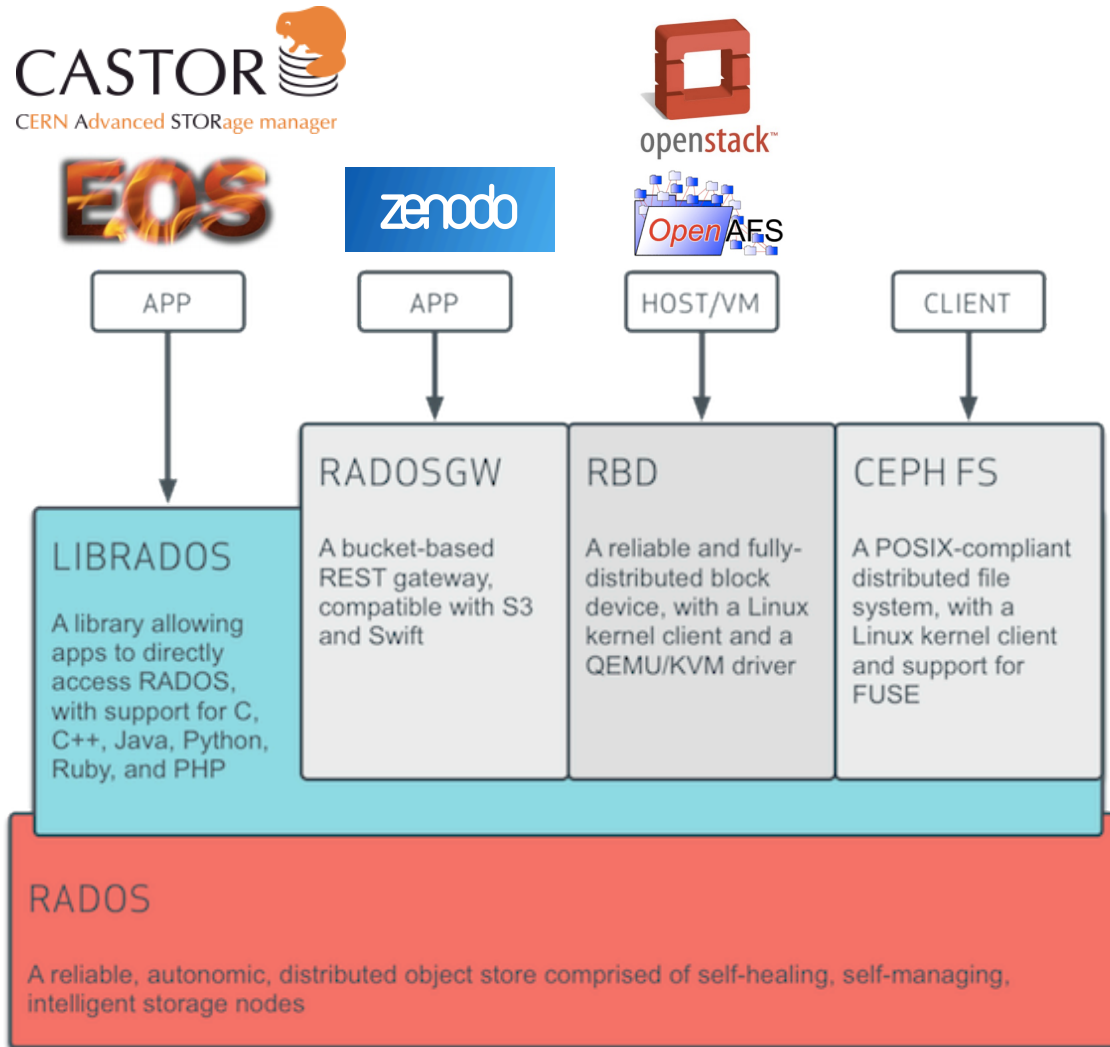 CASTOR
CERN Advanced STORage manager
EOS
zenodo
openstack™
OpenAFS
APP
APP
HOST/VM
CLIENT
LIBRADOS
A library allowing
apps to directly
access RADOS,
with support for C,
C++, Java, Python,
Ruby, and PHP
RADOSGW
A bucket-based
REST gateway,
compatible with S3
and Swift
RBD
A reliable and fully-
distributed block
device, with a Linux
kernel client and a
QEMU/KVM driver
CEPH FS
A POSIX-compliant
distributed file
system, with a
Linux kernel client
and support for
FUSE
RADOS
A reliable, autonomic, distributed object store comprised of self-healing, self-managing,
intelligent storage nodes